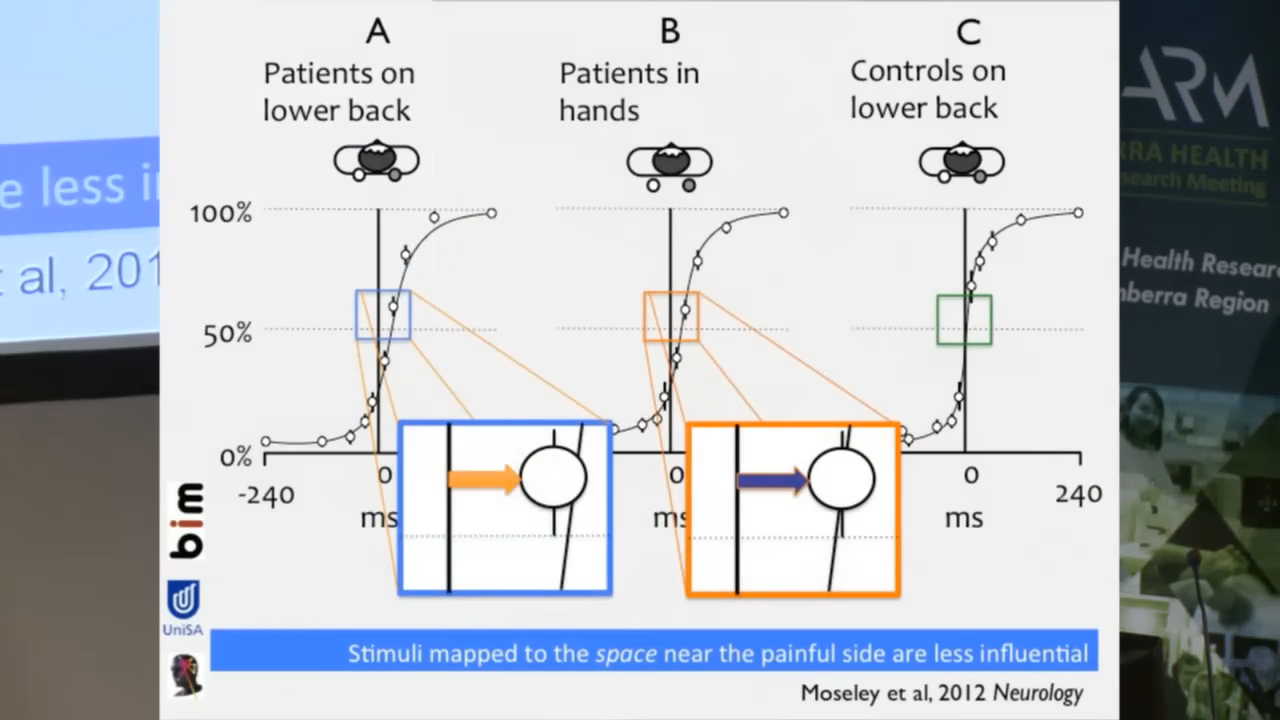 A
B
C
Patients on
lower back
Patients in
hands
Controls on
lower back
100%
50%
0%
-240
0
ms
0
ms
0
240
ms
bim
UniSA
Stimuli mapped to the space near the painful side are less influential
Moseley et al, 2012 Neurology
e less i
t al, 201
ARM
RRA HEALTH
search Meeting
Health Resear
nberra Region